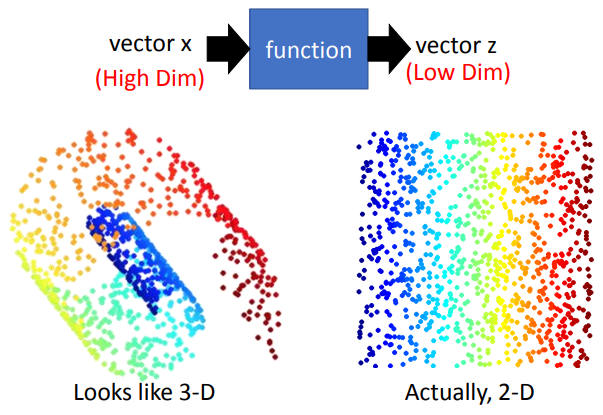 vector x
(High Dim)
function
vector z
(Low Dim)
Looks like 3-D
Actually, 2-D